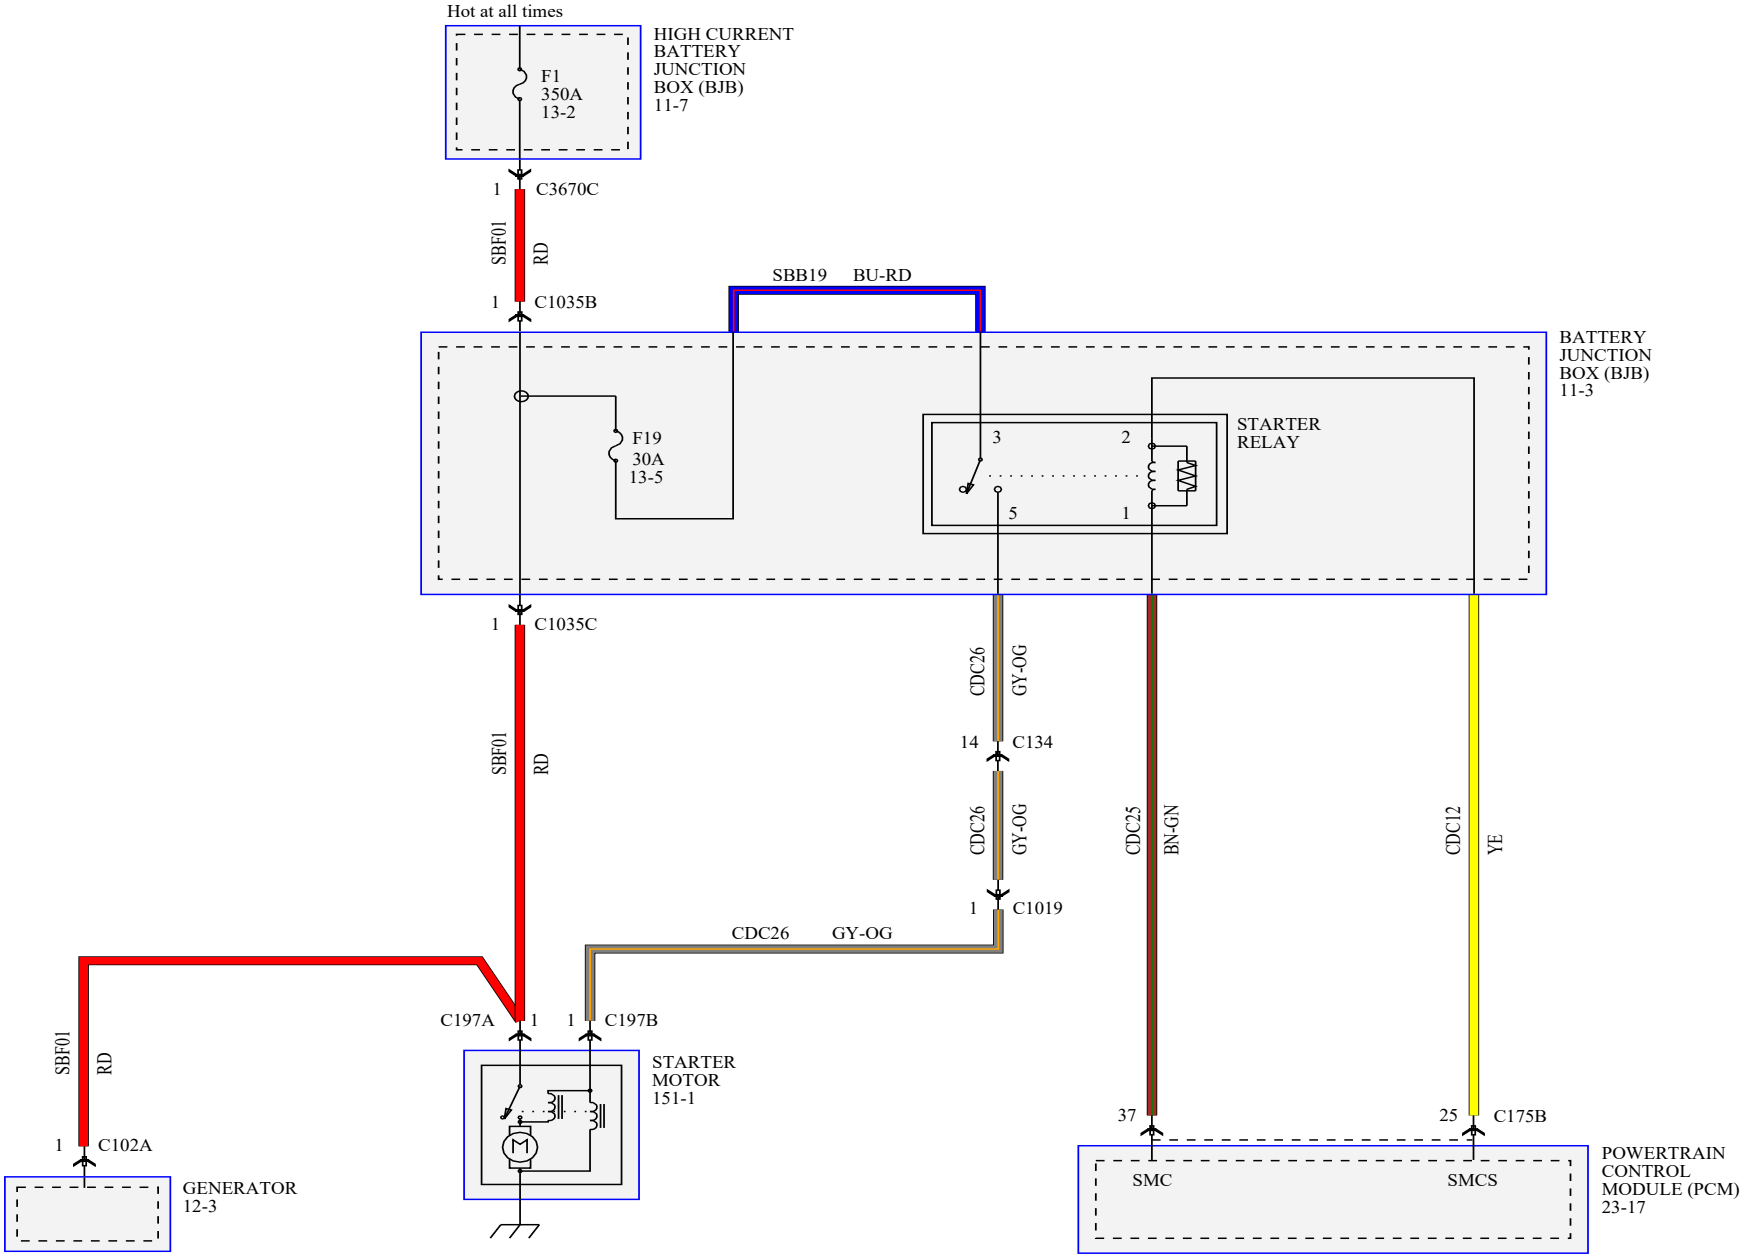 Hot at all times
HIGH CURRENT
BATTERY
JUNCTION
BOX (BJB)
11-7
F1
350A
13-2
1 C3670C
SBF01 RD
1 C1035B
SBB19 BU-RD
BATTERY
JUNCTION
BOX (BJB)
11-3
F19
30A
13-5
STARTER
RELAY
3 2
5 1
1 C1035C
SBF01 RD
CDC26 GY-OG
14 C134
CDC26 GY-OG
1 C1019
CDC25 BN-GN
CDC12 YE
CDC26 GY-OG
C197A 1
1 C197B
SBF01 RD
STARTER
MOTOR
151-1
M
1 C102A
GENERATOR
12-3
37
25 C175B
SMC SMCS
POWERTRAIN
CONTROL
MODULE (PCM)
23-17